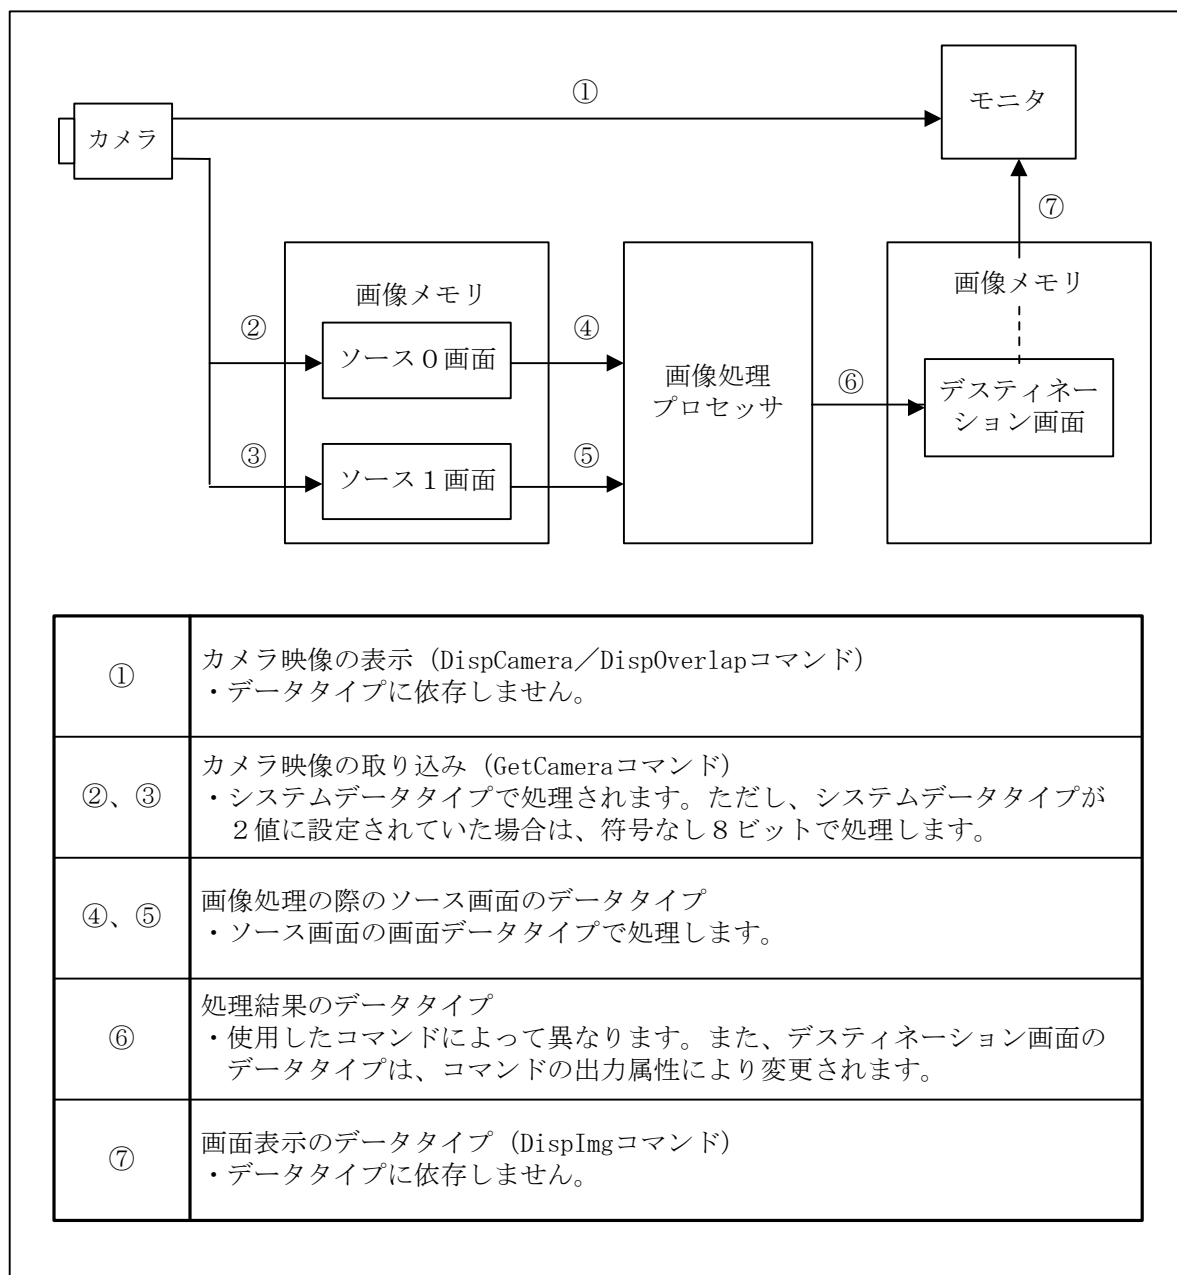 ①
モニタ
カメラ
⑦
画像メモリ
画像メモリ
②
④
ソース０画面
画像処理
プロセッサ
⑥
デスティネー
ション画面
③
⑤
ソース１画面
①
カメラ映像の表示（DispCamera／DispOverlapコマンド）
・データタイプに依存しません。
②、③
カメラ映像の取り込み（GetCameraコマンド）
・システムデータタイプで処理されます。ただし、システムデータタイプが
２値に設定されていた場合は、符号なし８ビットで処理します。
④、⑤
画像処理の際のソース画面のデータタイプ
・ソース画面の画面データタイプで処理します。
⑥
処理結果のデータタイプ
・使用したコマンドによって異なります。また、デスティネーション画面の
データタイプは、コマンドの出力属性により変更されます。
⑦
画面表示のデータタイプ（DispImgコマンド）
・データタイプに依存しません。